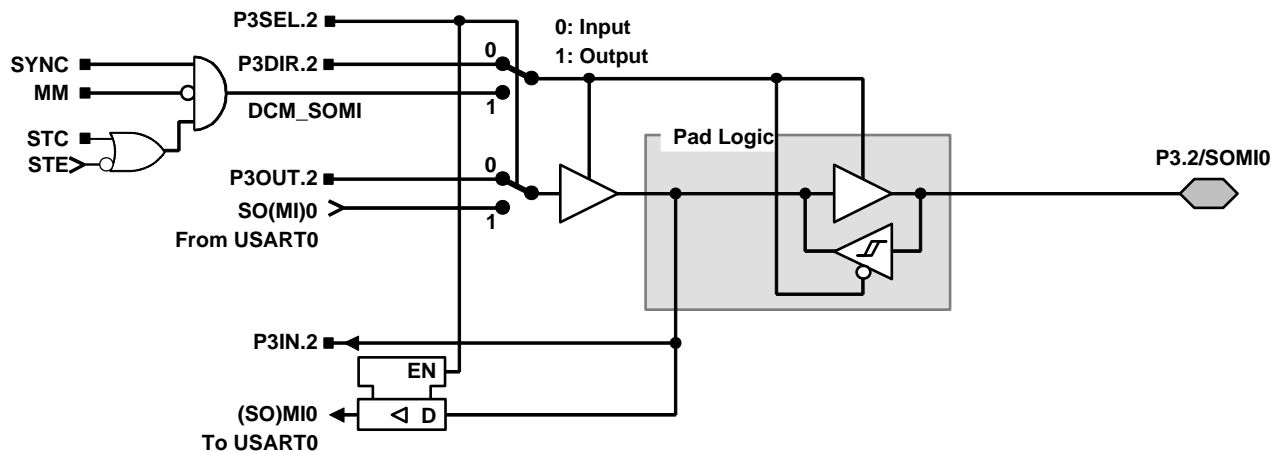 P3SEL.2
0: Input
1: Output
SYNC
P3DIR.2
0
MM
1
DCM_SOMI
STC
STE
Pad Logic
P3.2/SOMI0
P3OUT.2
0
SO(MI)0
1
From USART0
P3IN.2
EN
(SO)MI0
D
To USART0